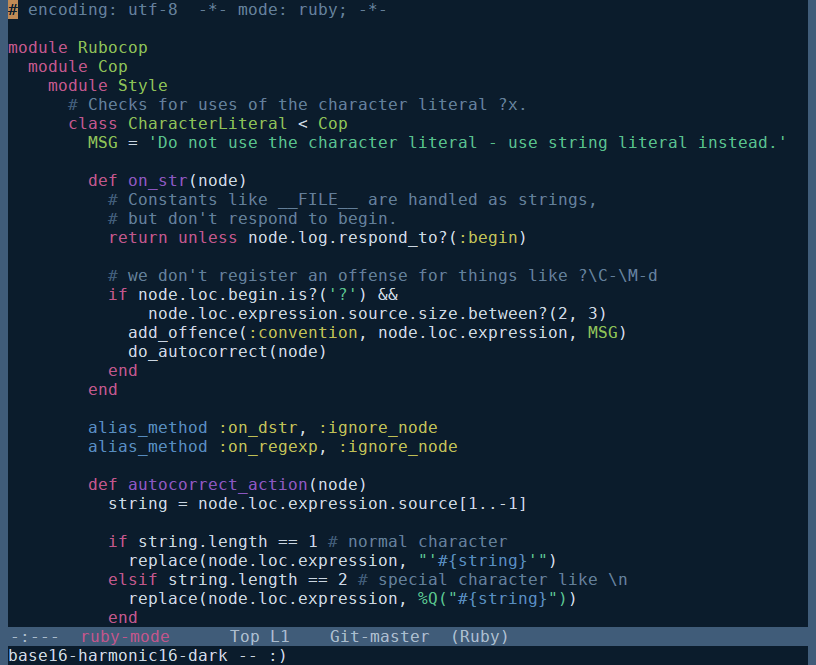 # encoding: utf-8  -*- mode: ruby; -*-

module Rubocop
  module Cop
    module Style
      # Checks for uses of the character literal ?x.
      class CharacterLiteral < Cop
        MSG = 'Do not use the character literal - use string literal instead.'

        def on_str(node)
          # Constants like __FILE__ are handled as strings,
          # but don't respond to begin.
          return unless node.log.respond_to?(:begin)

          # we don't register an offense for things like ?\C-\M-d
          if node.loc.begin.is?('?') &&
              node.loc.expression.source.size.between?(2, 3)
            add_offence(:convention, node.loc.expression, MSG)
            do_autocorrect(node)
          end
        end

        alias_method :on_dstr, :ignore_node
        alias_method :on_regexp, :ignore_node

        def autocorrect_action(node)
          string = node.loc.expression.source[1..-1]

          if string.length == 1 # normal character
            replace(node.loc.expression, "'#{string}'")
          elsif string.length == 2 # special character like \n
            replace(node.loc.expression, %Q("#{string}"))
          end
-:---  ruby-mode      Top L1    Git-master  (Ruby)
base16-harmonic16-dark -- :)